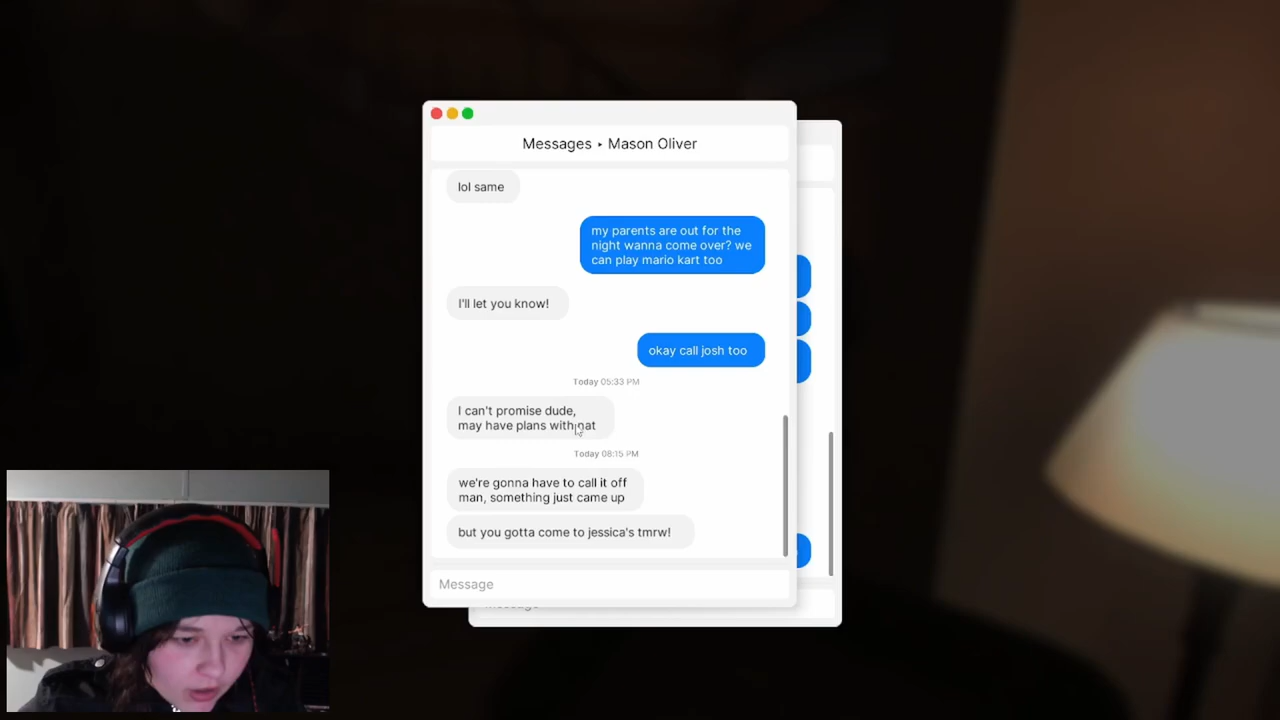 Messages ▸ Mason Oliver
lol same
my parents are out for the
night wanna come over? we
can play mario kart too
I'll let you know!
okay call josh too
Today 05:33 PM
I can't promise dude,
may have plans with nat
Today 08:15 PM
we're gonna have to call it off
man, something just came up
but you gotta come to jessica's tmrw!
Message